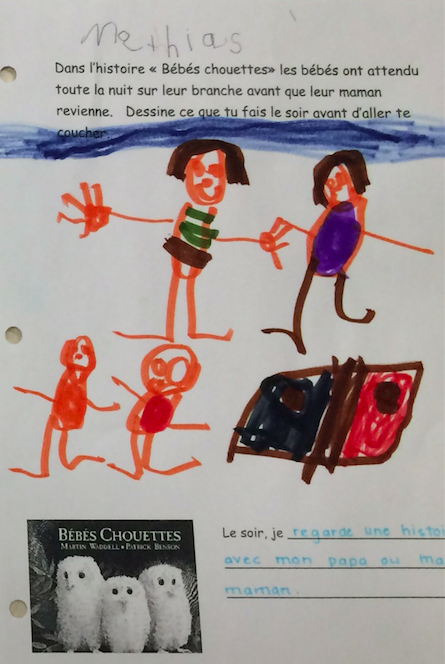 Methias
Dans l'histoire « Bébés chouettes» les bébés ont attendu
toute la nuit sur leur branche avant que leur maman
revienne. Dessine ce que tu fais le soir avant d'aller te
coucher.
BÉBÉS CHOUETTES
MARTIN WADDELL • PATRICK BENSON
Le soir, je regarde une histoi
avec mon papa ou ma
maman.